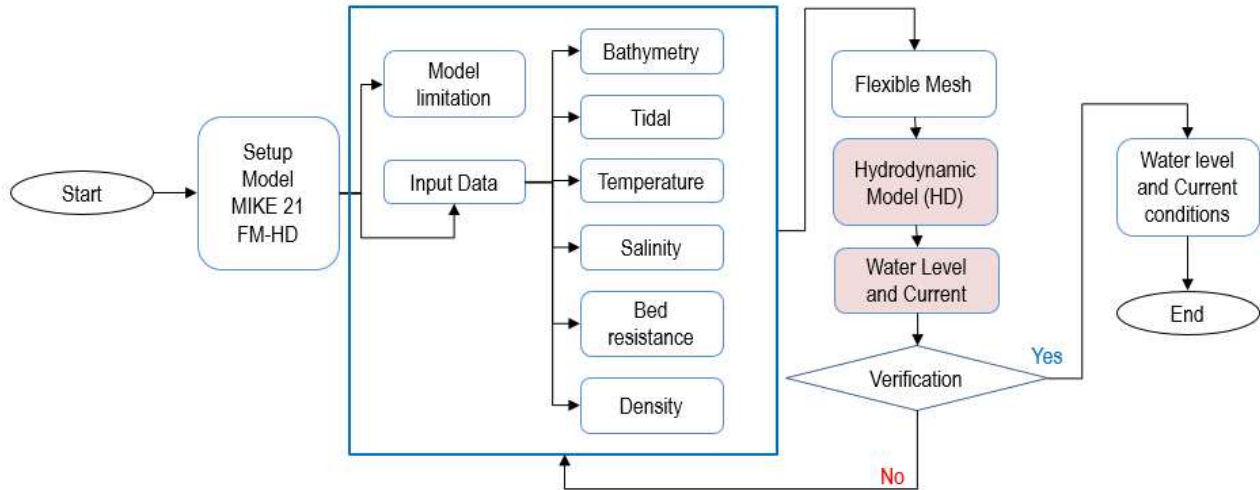 Start
Setup
Model
MIKE 21
FM-HD
Model
limitation
Input Data
Bathymetry
Tidal
Temperature
Salinity
Bed
resistance
Density
Flexible Mesh
Hydrodynamic
Model (HD)
Water Level
and Current
Verification
Yes
No
Water level
and Current
conditions
End